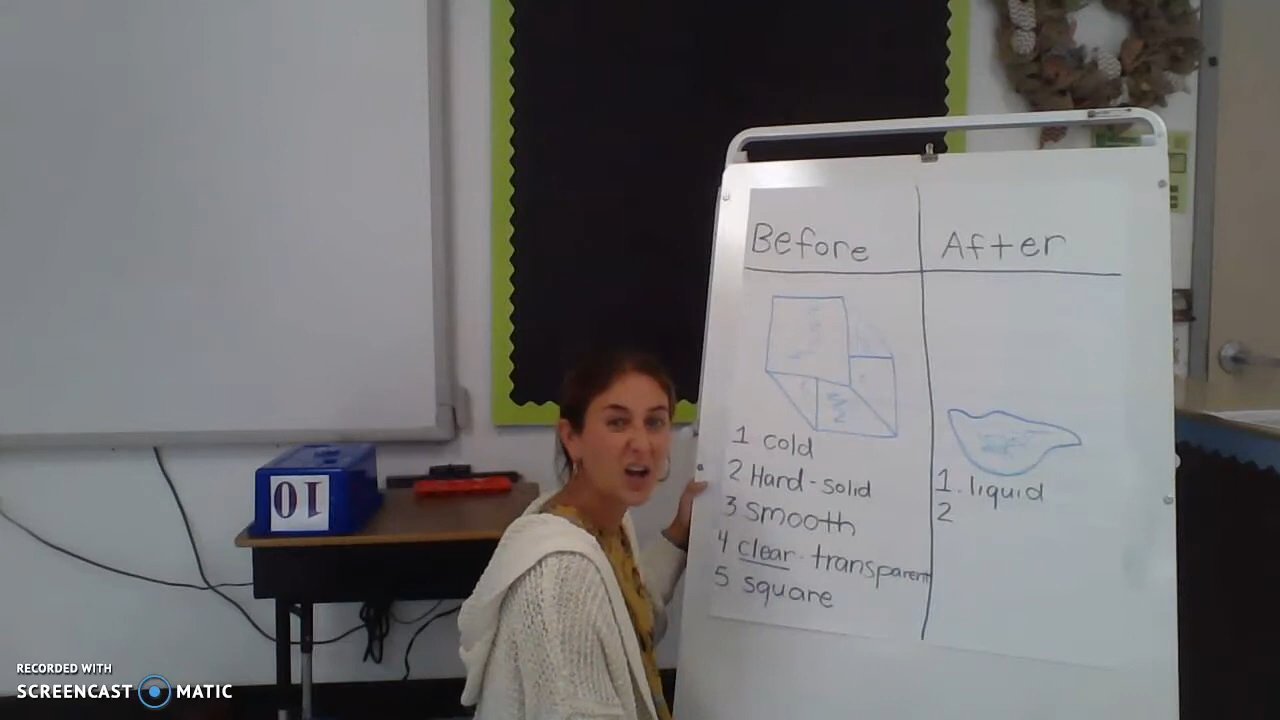 Before
After
1 cold
2 Hard-solid
3 smooth
4 clear - transparent
5 square
1. liquid
2
10
RECORDED WITH
SCREENCAST MATIC